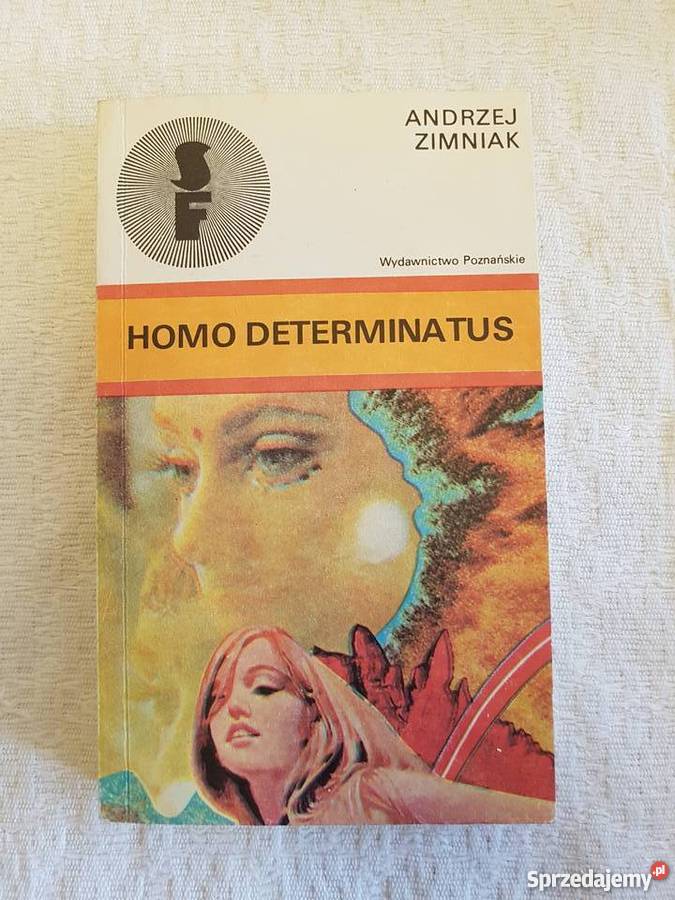 SF
ANDRZEJ
ZIMNIAK
Wydawnictwo Poznańskie
HOMO DETERMINATUS
Sprzedajemy.pl